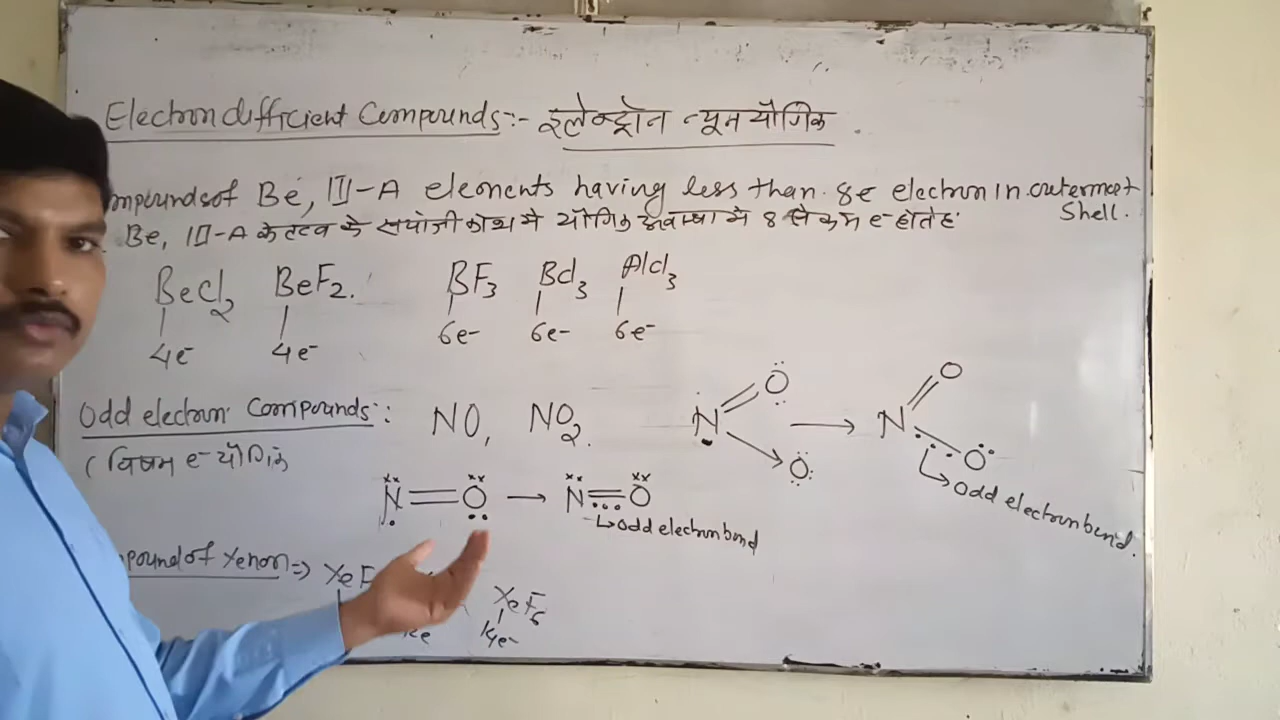 Electron difficient Compounds:- इलेक्ट्रॉन न्यून यौगिक
ompounds of Be, III-A elements having less than 8e electron in outermost
Shell.
Be, III-A के तत्व के संयोजी कोश में यौगिक अवस्था में 8 से कम e- होते है
BeCl2 BeF2. BF3 BCl3 AlCl3
4e- 4e- 6e- 6e- 6e-
Odd electron Compounds: NO, NO2.
(विषम e- यौगिक
N O → N O
Odd electron bond
N O O → N O O
Odd electron bond.
pound of Xenon ⇒ XeF XeF6
14e-